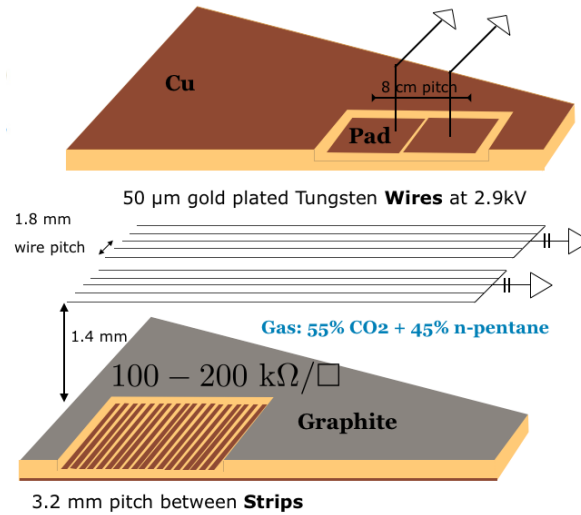 Cu
8 cm pitch
Pad
50 µm gold plated Tungsten Wires at 2.9kV
1.8 mm
wire pitch
Gas: 55% CO2 + 45% n-pentane
1.4 mm
100 − 200 kΩ/□
Graphite
3.2 mm pitch between Strips